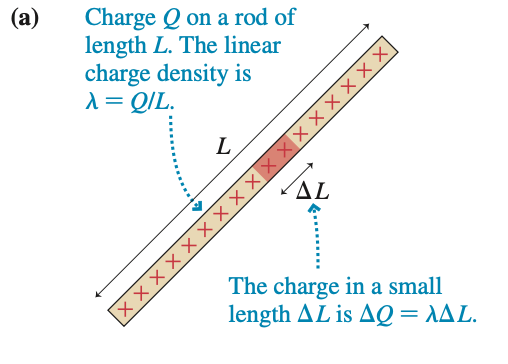 (a)
Charge Q on a rod of
length L. The linear
charge density is
λ = Q/L.
L
ΔL
The charge in a small
length ΔL is ΔQ = λΔL.